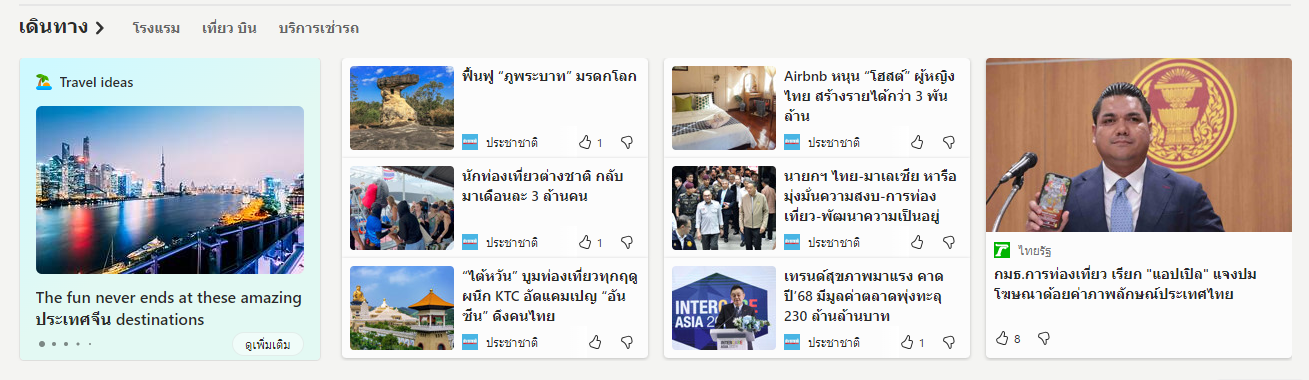 เดินทาง
โรงแรม
เที่ยว บิน
บริการเช่ารถ
Travel ideas
The fun never ends at these amazing
ประเทศจีน destinations
ดูเพิ่มเติม
ฟื้นฟู “ภูพระบาท” มรดกโลก
ประชาชาติ
1
นักท่องเที่ยวต่างชาติ กลับ
มาเดือนละ 3 ล้านคน
ประชาชาติ
1
“ไต้หวัน” บูมท่องเที่ยวทุกฤดู
ผนึก KTC อัดแคมเปญ “อัน
ซีน” ดึงคนไทย
ประชาชาติ
Airbnb หนุน “โฮสต์” ผู้หญิง
ไทย สร้างรายได้กว่า 3 พัน
ล้าน
ประชาชาติ
นายกฯ ไทย-มาเลเซีย หารือ
มุ่งมั่นความสงบ-การท่อง
เที่ยว-พัฒนาความเป็นอยู่
ประชาชาติ
เทรนด์สุขภาพมาแรง คาด
ปี’68 มีมูลค่าตลาดพุ่งทะลุ
230 ล้านล้านบาท
ประชาชาติ
1
ไทยรัฐ
กมธ.การท่องเที่ยว เรียก "แอปเปิล" แจงปม
โฆษณาด้อยค่าภาพลักษณ์ประเทศไทย
8